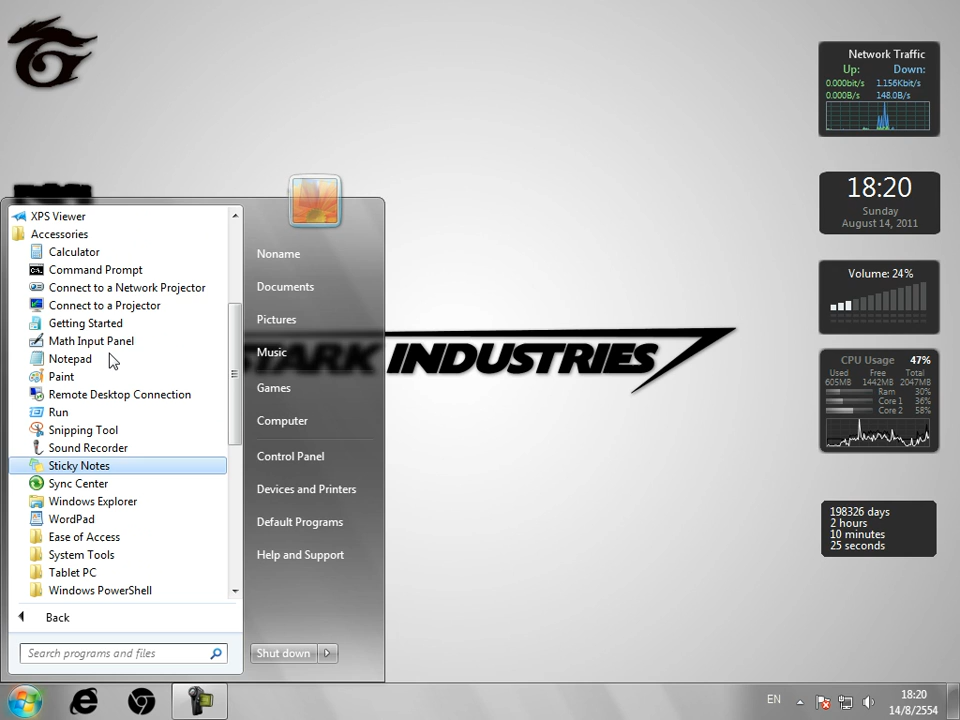 XPS Viewer
Accessories
Calculator
Command Prompt
Connect to a Network Projector
Connect to a Projector
Getting Started
Math Input Panel
Notepad
Paint
Remote Desktop Connection
Run
Snipping Tool
Sound Recorder
Sticky Notes
Sync Center
Windows Explorer
WordPad
Ease of Access
System Tools
Tablet PC
Windows PowerShell
Back
Search programs and files
Noname
Documents
Pictures
Music
Games
Computer
Control Panel
Devices and Printers
Default Programs
Help and Support
Shut down
STARK INDUSTRIES
Network Traffic
Up: Down:
0.000bit/s 1.156Kbit/s
0.000B/s 148.0B/s
18:20
Sunday
August 14, 2011
Volume: 24%
CPU Usage 47%
Used Free Total
605MB 1442MB 2047MB
Ram 30%
Core 1 36%
Core 2 58%
198326 days
2 hours
10 minutes
25 seconds
EN
18:20
14/8/2554